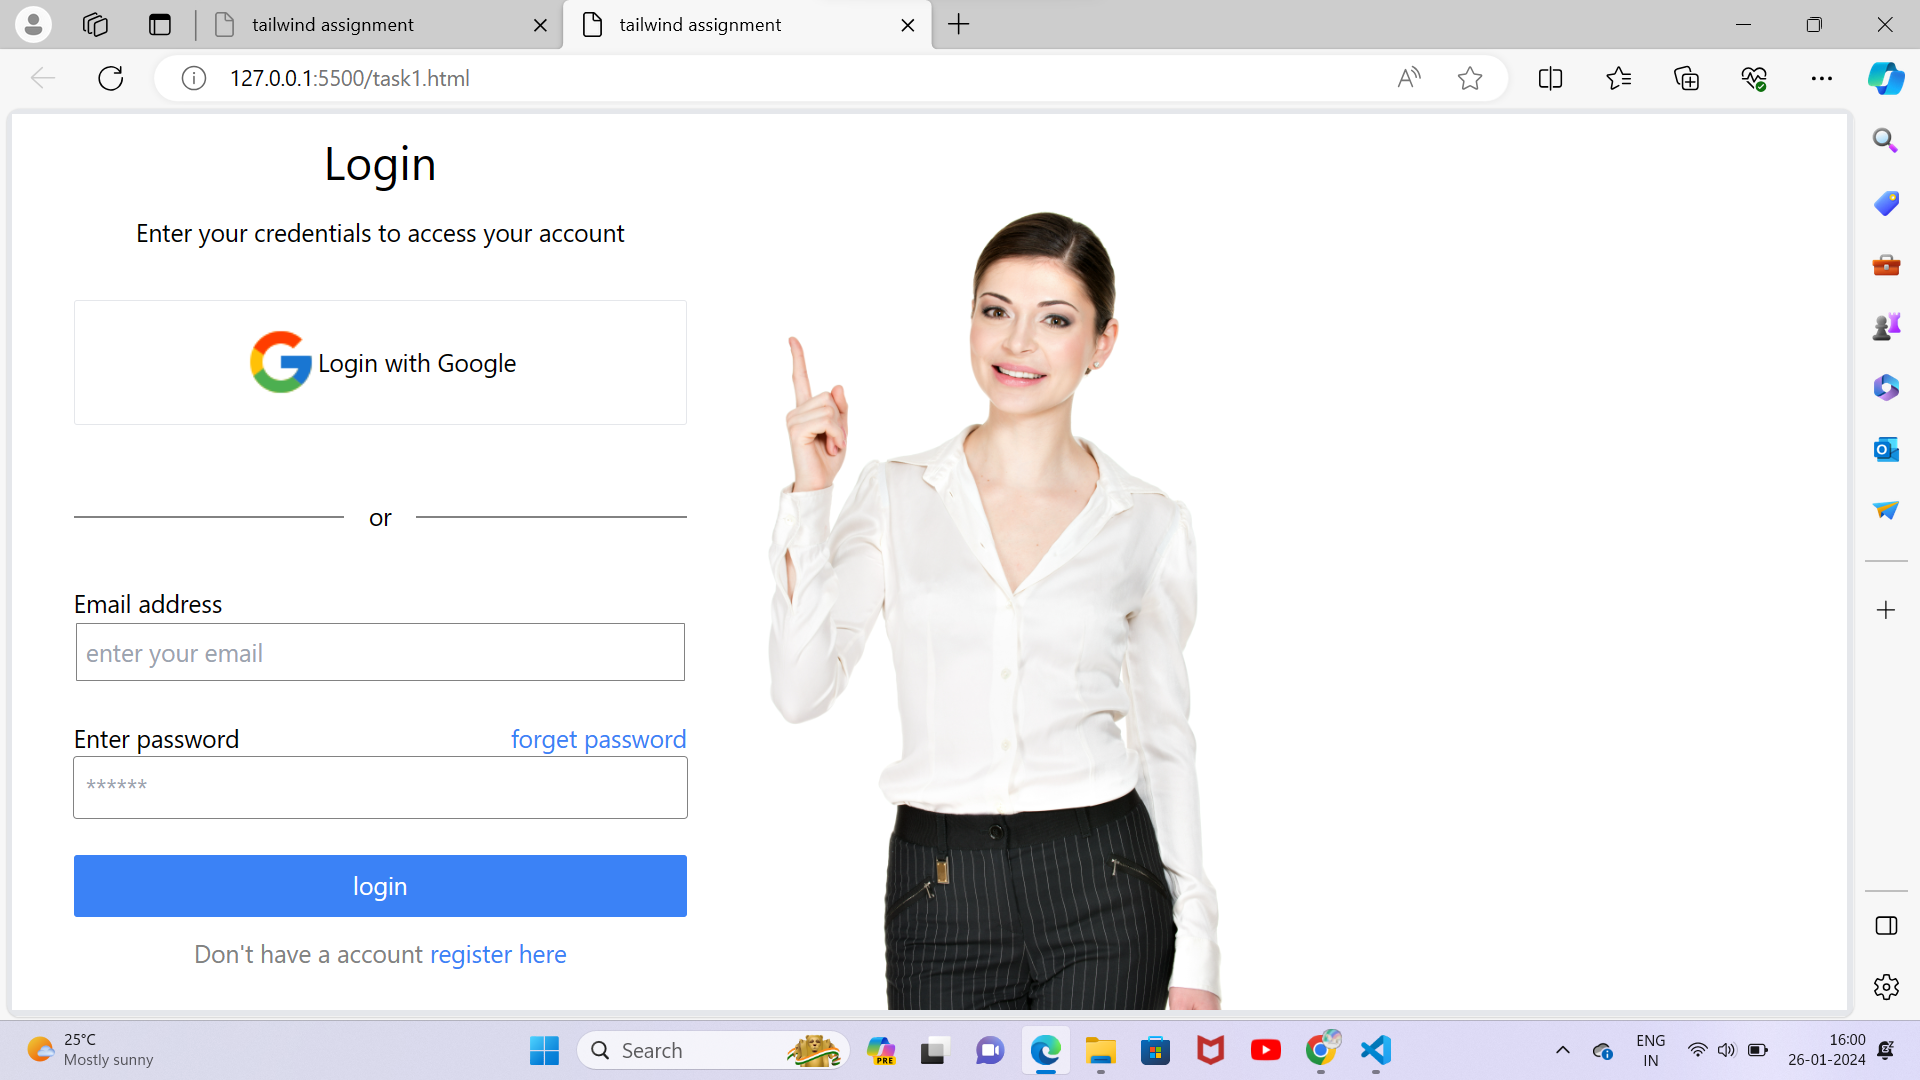 tailwind assignment
tailwind assignment
127.0.0.1:5500/task1.html
Login
Enter your credentials to access your account
Login with Google
or
Email address
enter your email
Enter password forget password
******
login
Don't have a account register here
25°C
Mostly sunny
Search
PRE
ENG
IN
16:00
26-01-2024